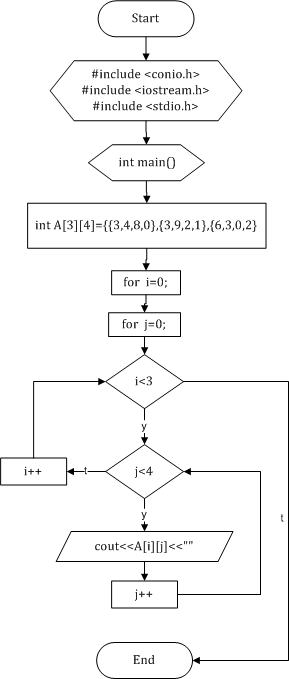 Start
#include <conio.h>
#include <iostream.h>
#include <stdio.h>
int main()
int A[3][4]={{3,4,8,0},{3,9,2,1},{6,3,0,2}
for i=0;
for j=0;
i<3
y
t
j<4
t
i++
y
cout<<A[i][j]<<""
j++
End